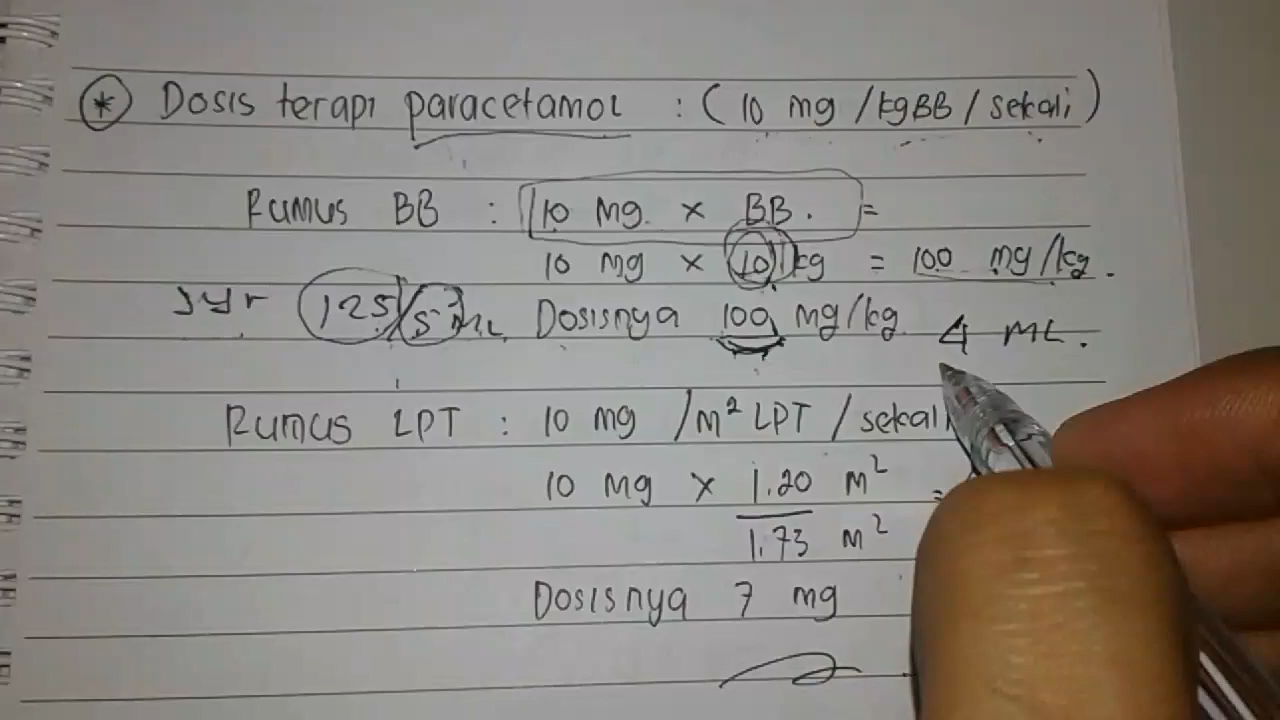 * Dosis terapi paracetamol : (10 mg /kgBB / sekali)
Rumus BB : 10 Mg. x BB. =
10 mg x 10 kg = 100 mg/kg.
syr 125/5 ML Dosisnya 100 mg/kg 4 ML.
Rumus LPT : 10 mg /m² LPT / sekali
10 Mg x 1.20 m² =
1.73 m²
Dosisnya 7 mg